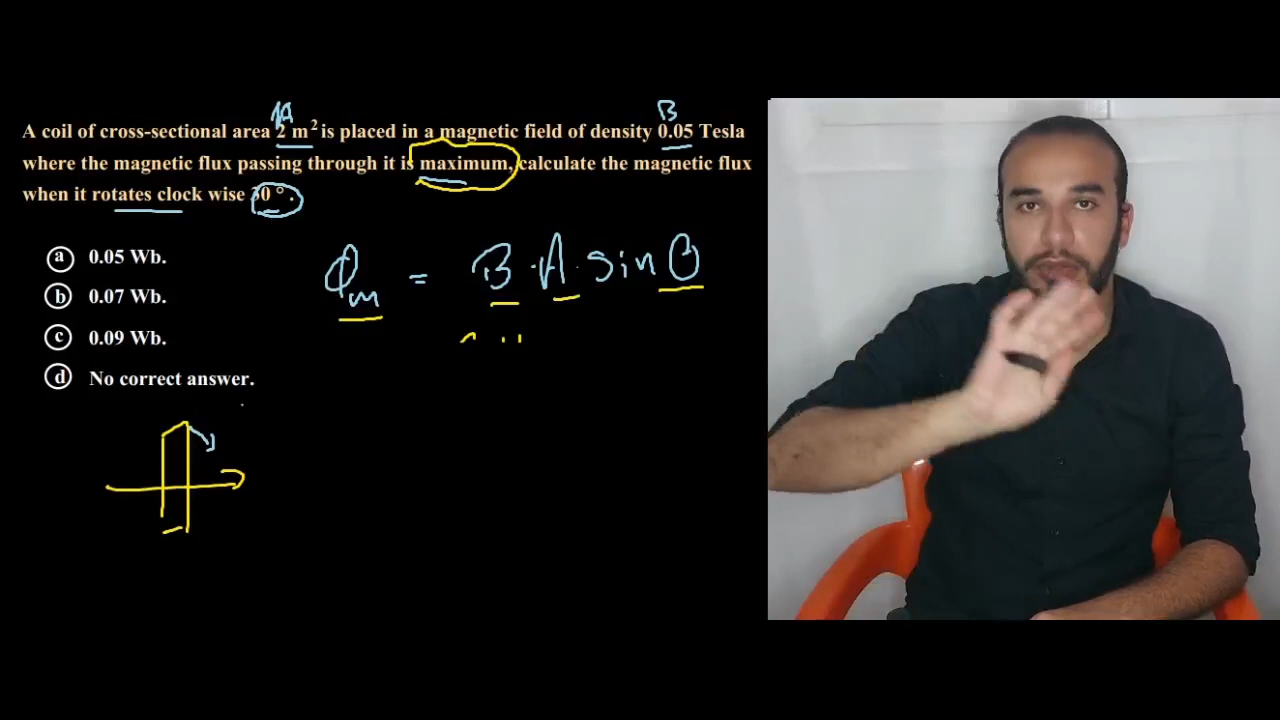 A
B
A coil of cross-sectional area 2 m² is placed in a magnetic field of density 0.05 Tesla
where the magnetic flux passing through it is maximum, calculate the magnetic flux
when it rotates clock wise 30°.
a 0.05 Wb.
b 0.07 Wb.
c 0.09 Wb.
d No correct answer.
Φm = B·A·sin θ